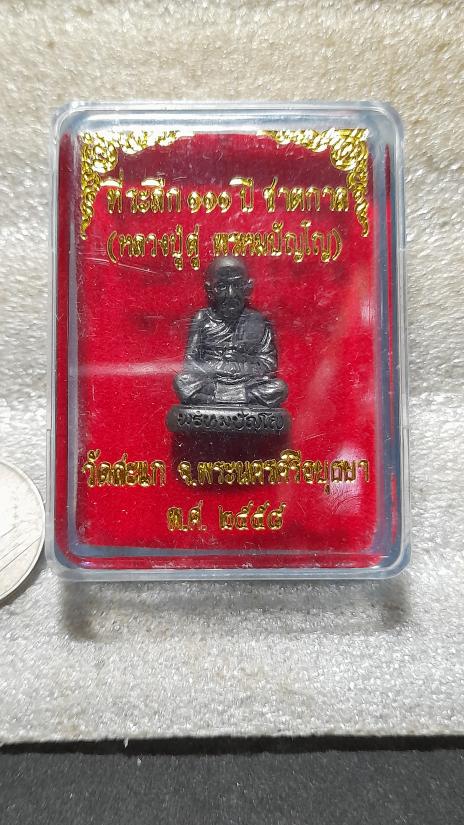 ที่ระลึก ๑๑๑ ปี ชาตกาล
(หลวงปู่ดู่ พรหมปัญโญ)
พรหมปัญโญ
วัดสะแก จ.พระนครศรีอยุธยา
พ.ศ. ๒๕๕๘